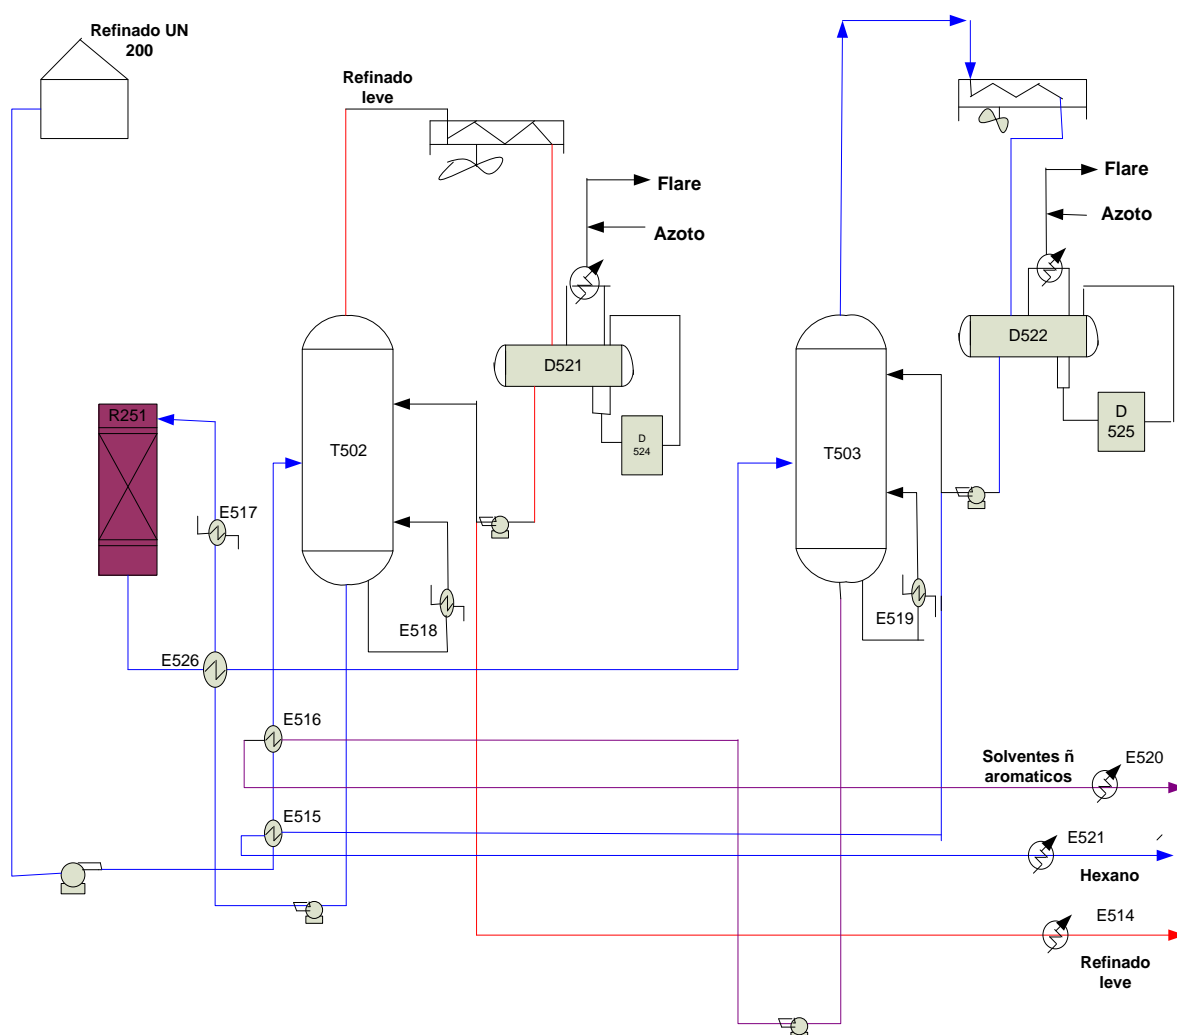 Refinado UN
200
Refinado
leve
Flare
Azoto
Flare
Azoto
D521
D522
D
524
D
525
R251
T502
T503
E517
E518
E519
E526
E516
Solventes ñ
aromaticos
E520
E515
E521
Hexano
E514
Refinado
leve